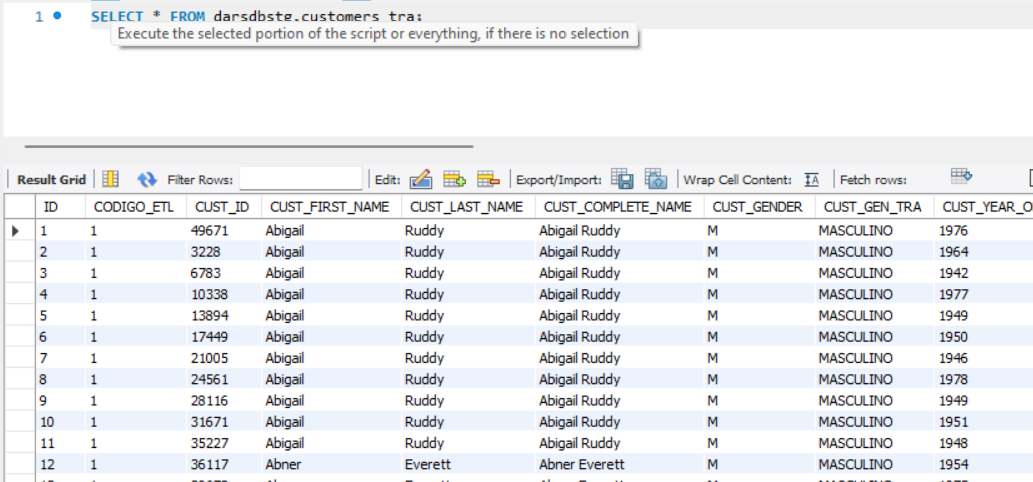 1 SELECT * FROM darsdbstg.customers_tra;
Execute the selected portion of the script or everything, if there is no selection
Result Grid Filter Rows: Edit: Export/Import: Wrap Cell Content: Fetch rows:
ID CODIGO_ETL CUST_ID CUST_FIRST_NAME CUST_LAST_NAME CUST_COMPLETE_NAME CUST_GENDER CUST_GEN_TRA CUST_YEAR_O
1 1 49671 Abigail Ruddy Abigail Ruddy M MASCULINO 1976
2 1 3228 Abigail Ruddy Abigail Ruddy M MASCULINO 1964
3 1 6783 Abigail Ruddy Abigail Ruddy M MASCULINO 1942
4 1 10338 Abigail Ruddy Abigail Ruddy M MASCULINO 1977
5 1 13894 Abigail Ruddy Abigail Ruddy M MASCULINO 1949
6 1 17449 Abigail Ruddy Abigail Ruddy M MASCULINO 1950
7 1 21005 Abigail Ruddy Abigail Ruddy M MASCULINO 1946
8 1 24561 Abigail Ruddy Abigail Ruddy M MASCULINO 1978
9 1 28116 Abigail Ruddy Abigail Ruddy M MASCULINO 1949
10 1 31671 Abigail Ruddy Abigail Ruddy M MASCULINO 1951
11 1 35227 Abigail Ruddy Abigail Ruddy M MASCULINO 1948
12 1 36117 Abner Everett Abner Everett M MASCULINO 1954